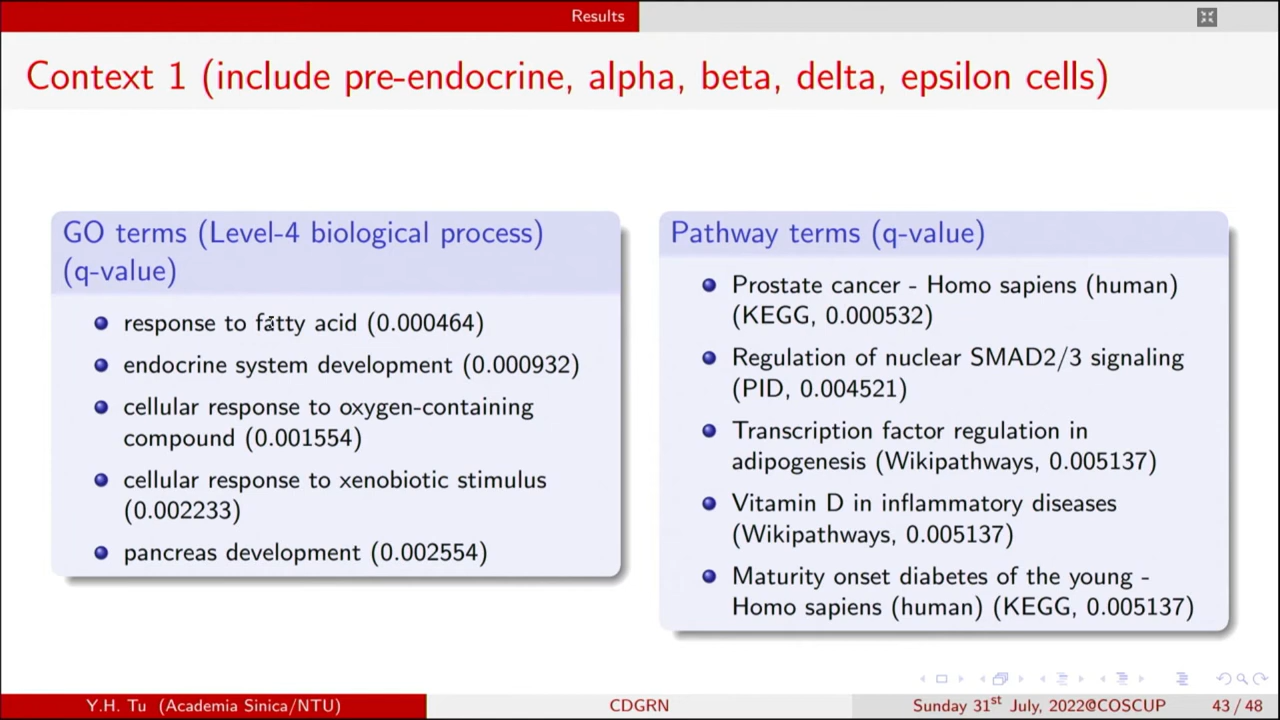 Results
Context 1 (include pre-endocrine, alpha, beta, delta, epsilon cells)
GO terms (Level-4 biological process)
(q-value)
response to fatty acid (0.000464)
endocrine system development (0.000932)
cellular response to oxygen-containing
compound (0.001554)
cellular response to xenobiotic stimulus
(0.002233)
pancreas development (0.002554)
Pathway terms (q-value)
Prostate cancer - Homo sapiens (human)
(KEGG, 0.000532)
Regulation of nuclear SMAD2/3 signaling
(PID, 0.004521)
Transcription factor regulation in
adipogenesis (Wikipathways, 0.005137)
Vitamin D in inflammatory diseases
(Wikipathways, 0.005137)
Maturity onset diabetes of the young -
Homo sapiens (human) (KEGG, 0.005137)
Y.H. Tu (Academia Sinica/NTU)
CDGRN
Sunday 31st July, 2022@COSCUP
43 / 48